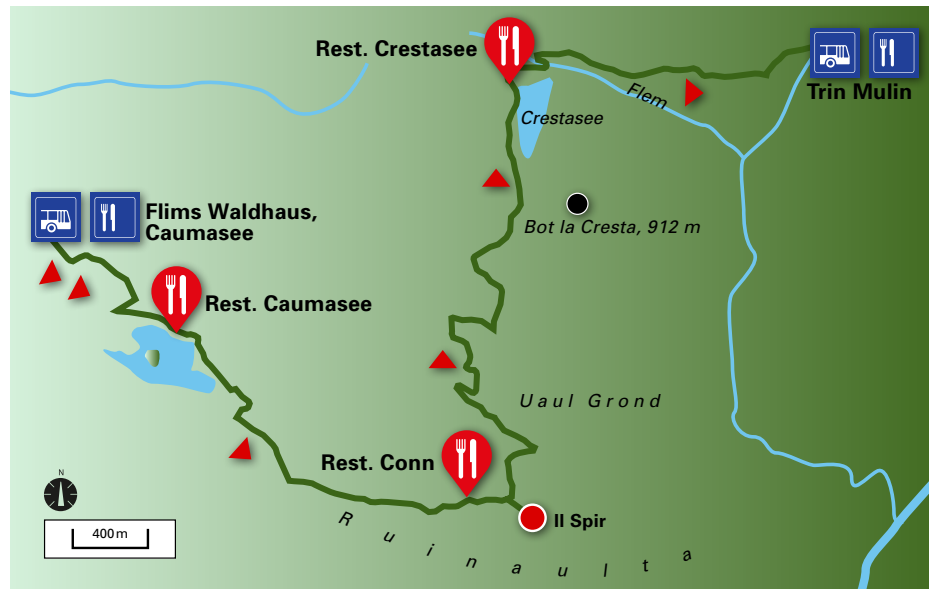 Rest. Crestasee
Trin Mulin
Flem
Crestasee
Flims Waldhaus,
Caumasee
Bot la Cresta, 912 m
Rest. Caumasee
Uaul Grond
Rest. Conn
N
Il Spir
400 m
Ruinaulta